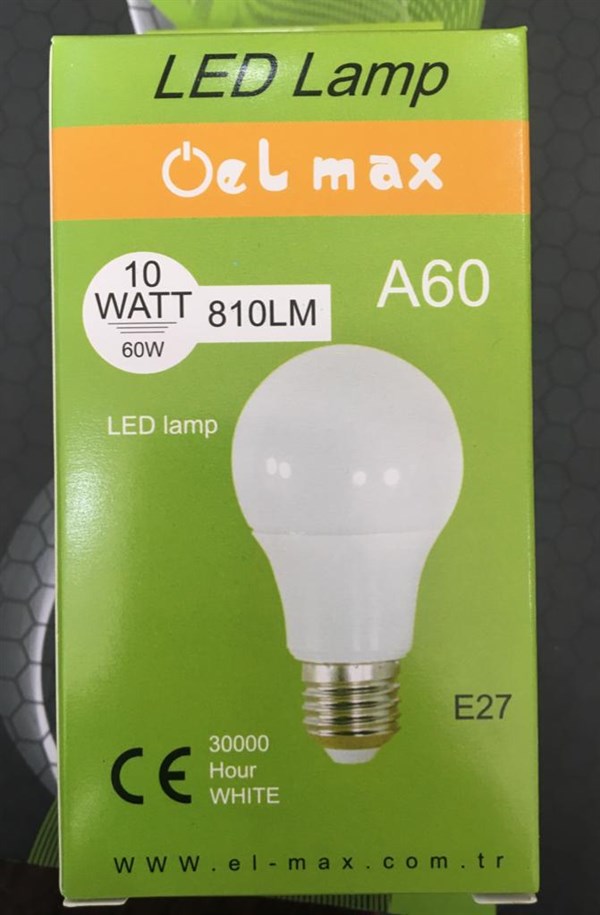 LED Lamp
el max
10
WATT
60W
810LM
A60
LED lamp
E27
CE
30000
Hour
WHITE
www.el-max.com.tr